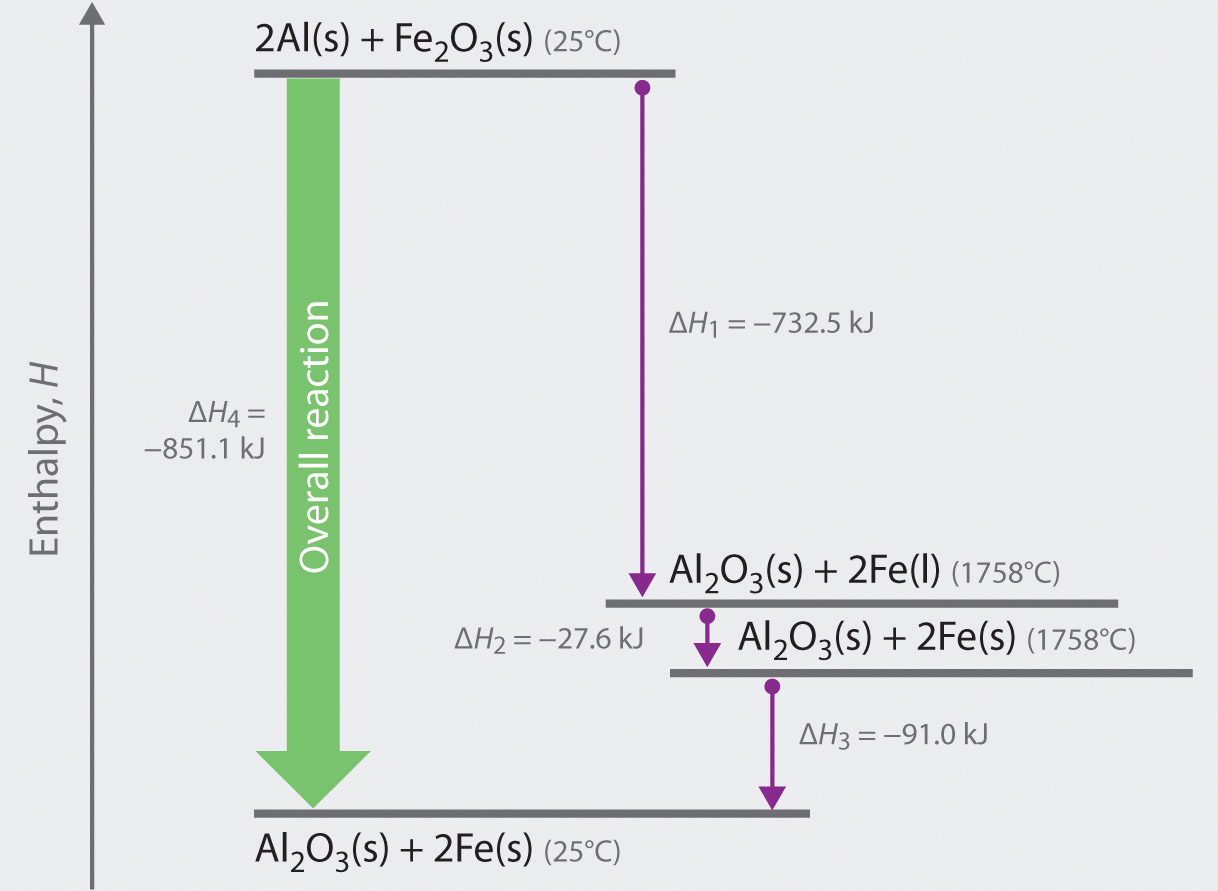 2Al(s) + Fe₂O₃(s) (25°C)
ΔH₁ = −732.5 kJ
Overall reaction
ΔH₄ =
−851.1 kJ
Enthalpy, H
Al₂O₃(s) + 2Fe(l) (1758°C)
ΔH₂ = −27.6 kJ
Al₂O₃(s) + 2Fe(s) (1758°C)
ΔH₃ = −91.0 kJ
Al₂O₃(s) + 2Fe(s) (25°C)